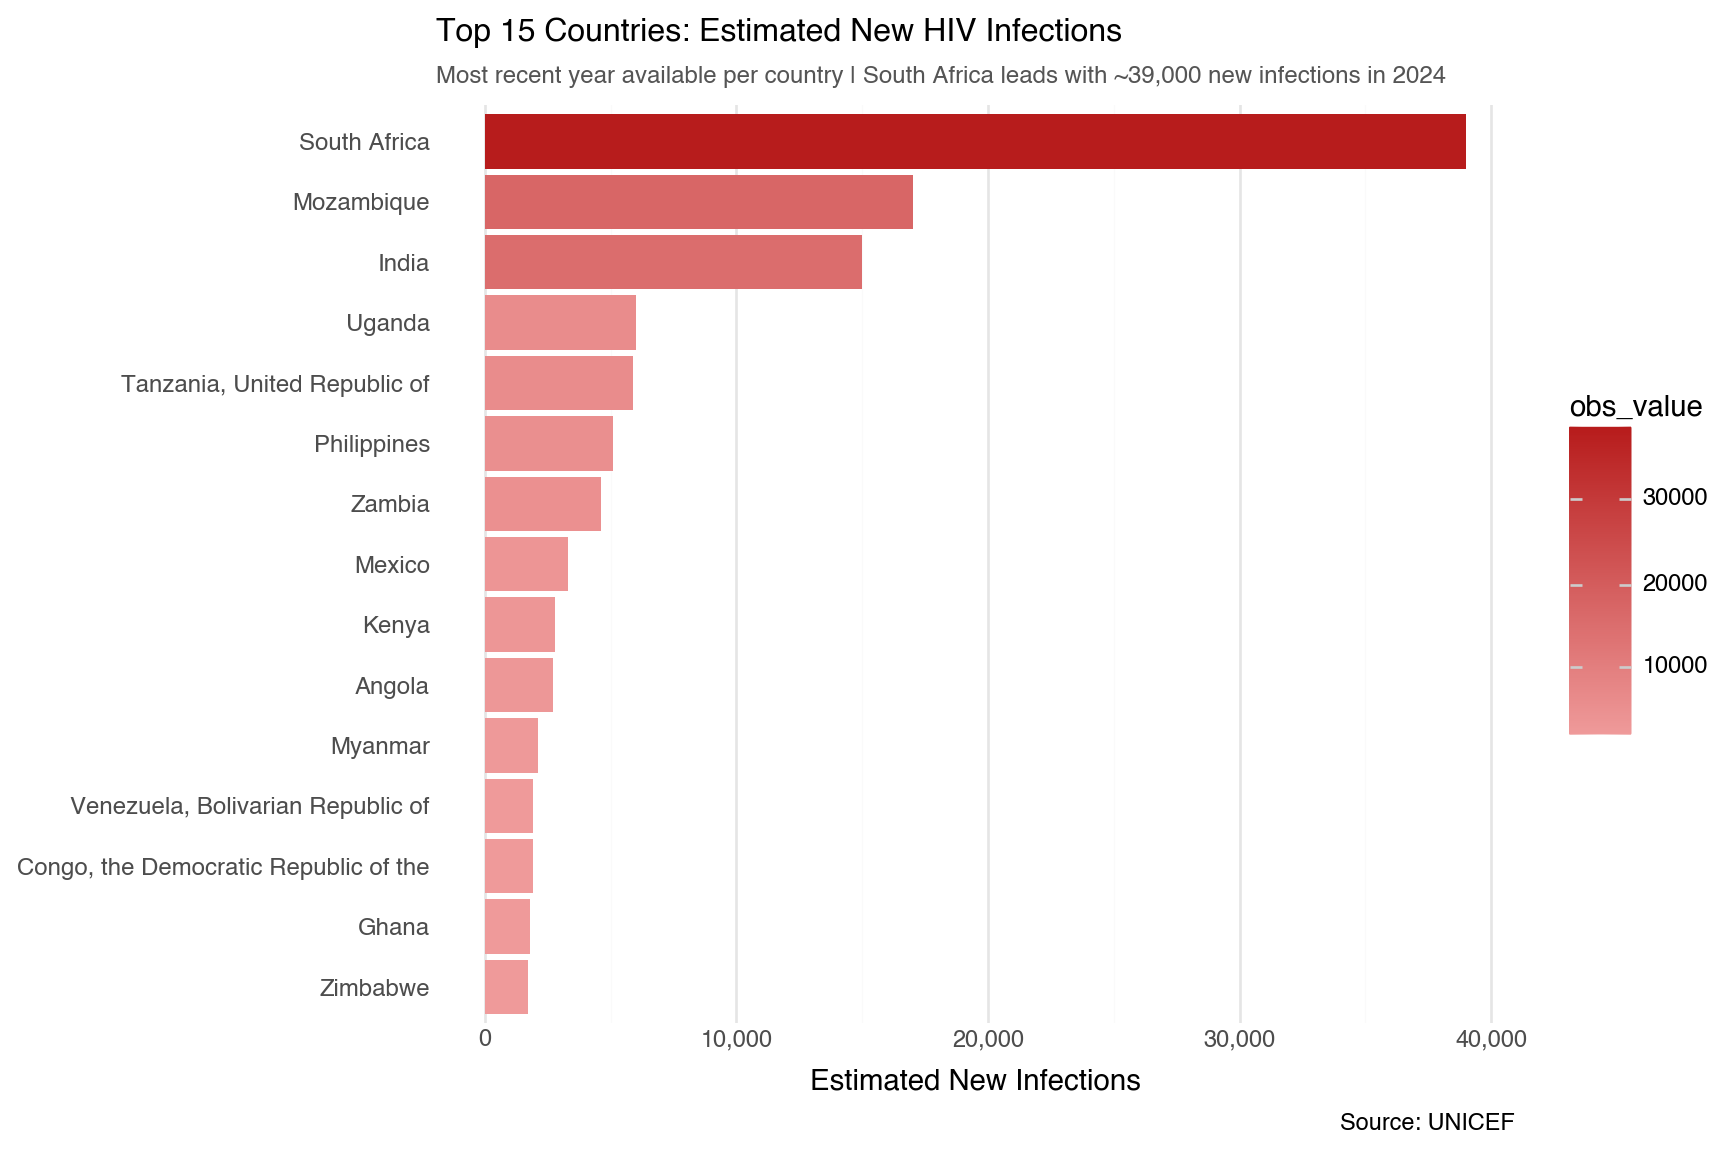 Top 15 Countries: Estimated New HIV Infections
Most recent year available per country | South Africa leads with ~39,000 new infections in 2024
South Africa
Mozambique
India
Uganda
Tanzania, United Republic of
Philippines
Zambia
Mexico
Kenya
Angola
Myanmar
Venezuela, Bolivarian Republic of
Congo, the Democratic Republic of the
Ghana
Zimbabwe
0 10,000 20,000 30,000 40,000
Estimated New Infections
obs_value
30000
20000
10000
Source: UNICEF